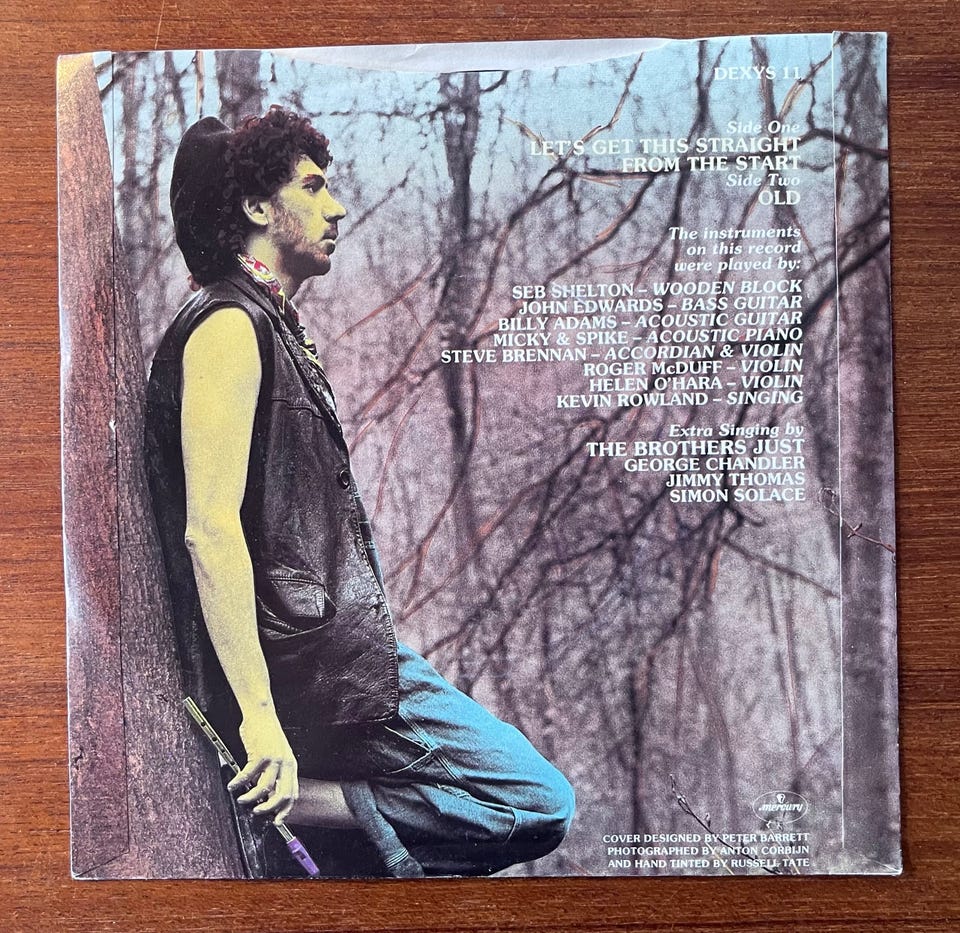 DEXYS 11
Side One
LET'S GET THIS STRAIGHT
FROM THE START
Side Two
OLD
The instruments
on this record
were played by:
SEB SHELTON – WOODEN BLOCK
JOHN EDWARDS – BASS GUITAR
BILLY ADAMS – ACOUSTIC GUITAR
MICKY & SPIKE – ACOUSTIC PIANO
STEVE BRENNAN – ACCORDIAN & VIOLIN
ROGER McDUFF – VIOLIN
HELEN O'HARA – VIOLIN
KEVIN ROWLAND – SINGING
Extra Singing by
THE BROTHERS JUST
GEORGE CHANDLER
JIMMY THOMAS
SIMON SOLACE
mercury
COVER DESIGNED BY PETER BARRETT
PHOTOGRAPHED BY ANTON CORBIJN
AND HAND TINTED BY RUSSELL TATE